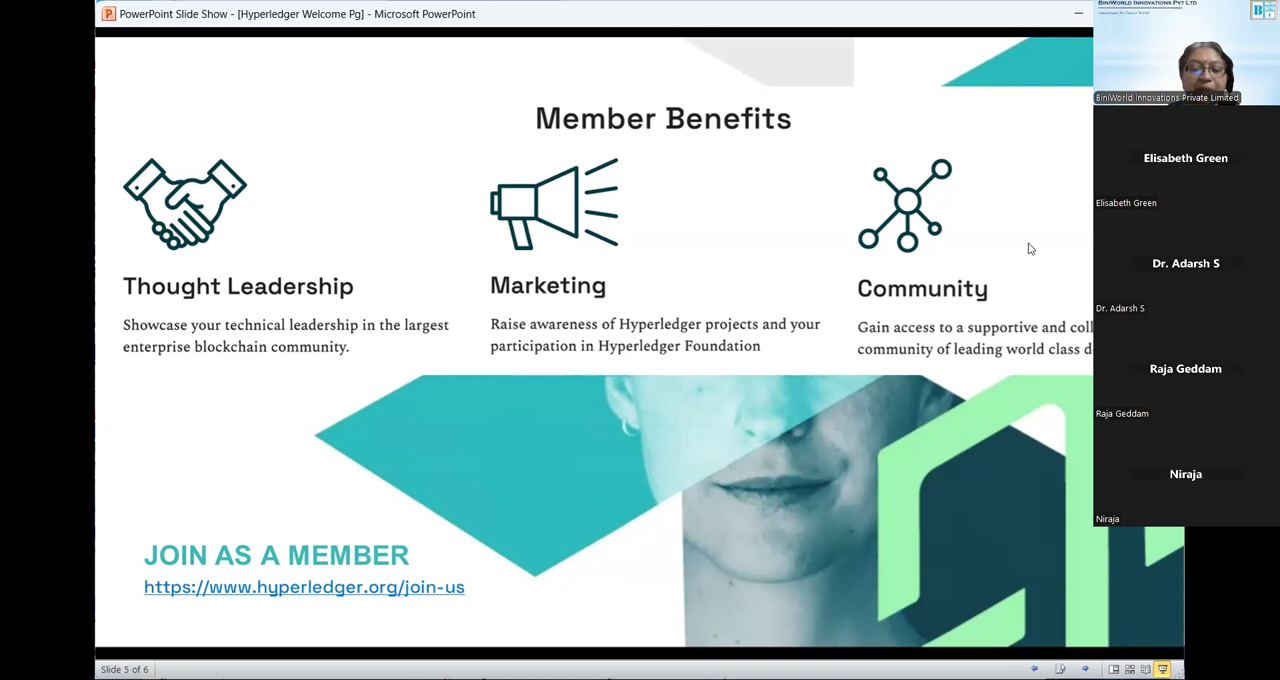 PowerPoint Slide Show - [Hyperledger Welcome Pg] - Microsoft PowerPoint
BINIWORLD INNOVATIONS PVT LTD
BiniWorld Innovations Private Limited
Member Benefits
Thought Leadership
Showcase your technical leadership in the largest
enterprise blockchain community.
Marketing
Raise awareness of Hyperledger projects and your
participation in Hyperledger Foundation
Community
Gain access to a supportive and
community of leading world class
JOIN AS A MEMBER
https://www.hyperledger.org/join-us
Elisabeth Green
Elisabeth Green
Dr. Adarsh S
Dr. Adarsh S
Raja Geddam
Raja Geddam
Niraja
Niraja
Slide 5 of 6